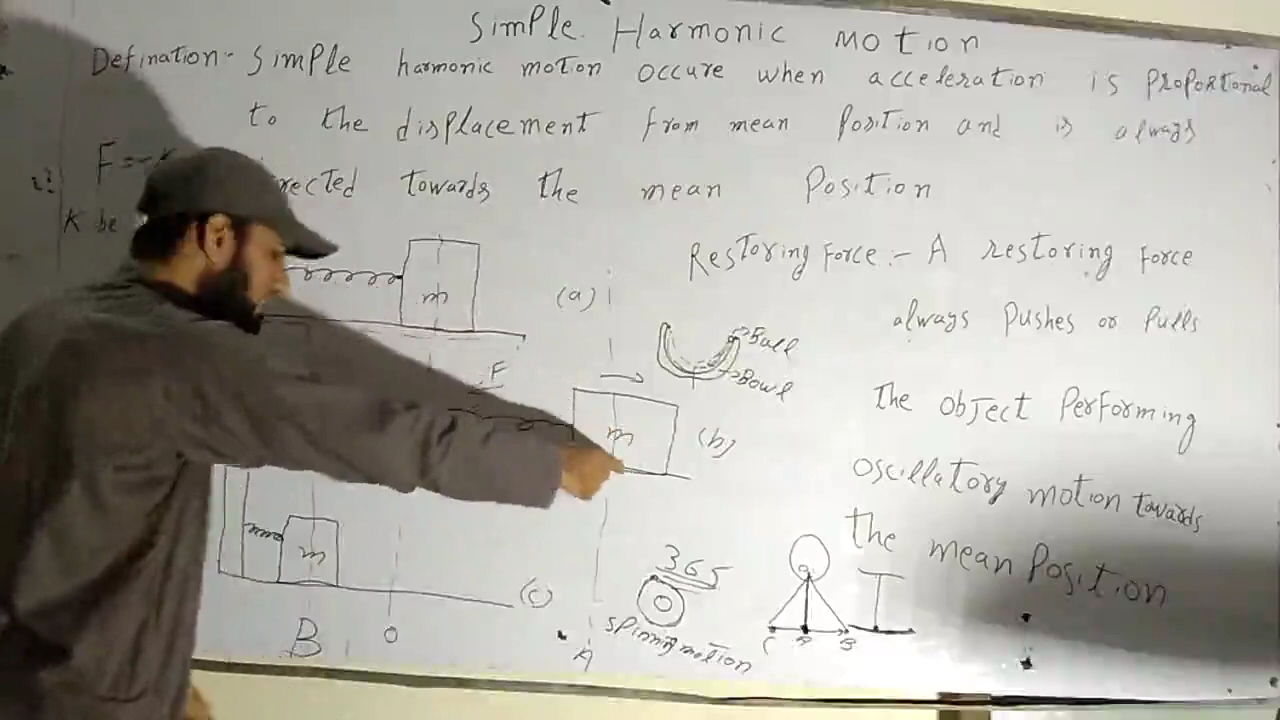 Simple Harmonic motion
Defination- Simple harmonic motion occure when acceleration is proportional
to the displacement from mean Position and is always
F=-K rected towards the mean Position
K be
Restoring Force :- A restoring force
always Pushes or Pulls
the object Performing
oscillatory motion towards
the mean Position
m
(a)
Ball
Bowl
F
m
(b)
m
(c)
B
O
A
365
spinning motion
C A B